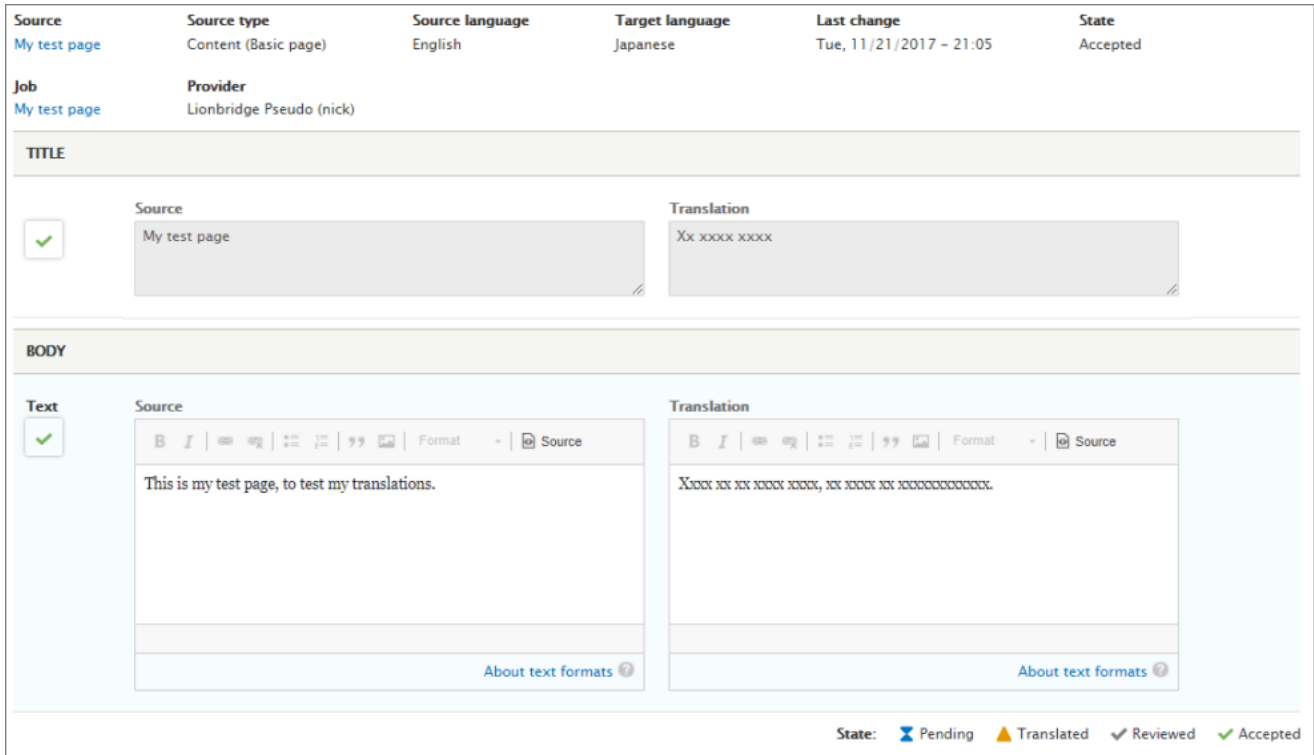 Source Source type Source language Target language Last change State
My test page Content (Basic page) English Japanese Tue, 11/21/2017 - 21:05 Accepted
Job Provider
My test page Lionbridge Pseudo (nick)
TITLE
Source Translation
My test page Xx xxxx xxxx
BODY
Text Source Translation
B I Format Source B I Format Source
This is my test page, to test my translations. Xxxx xx xx xxxx xxxx, xx xxxx xx xxxxxxxxxxxx.
About text formats ? About text formats ?
State: Pending Translated Reviewed Accepted